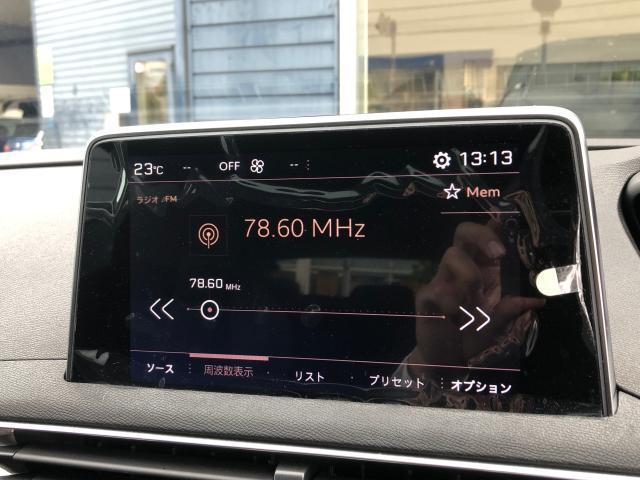 23℃ -- OFF -- 13:13
ラジオ /FM
Mem
78.60 MHz
78.60 MHz
ソース 周波数表示 リスト プリセット オプション